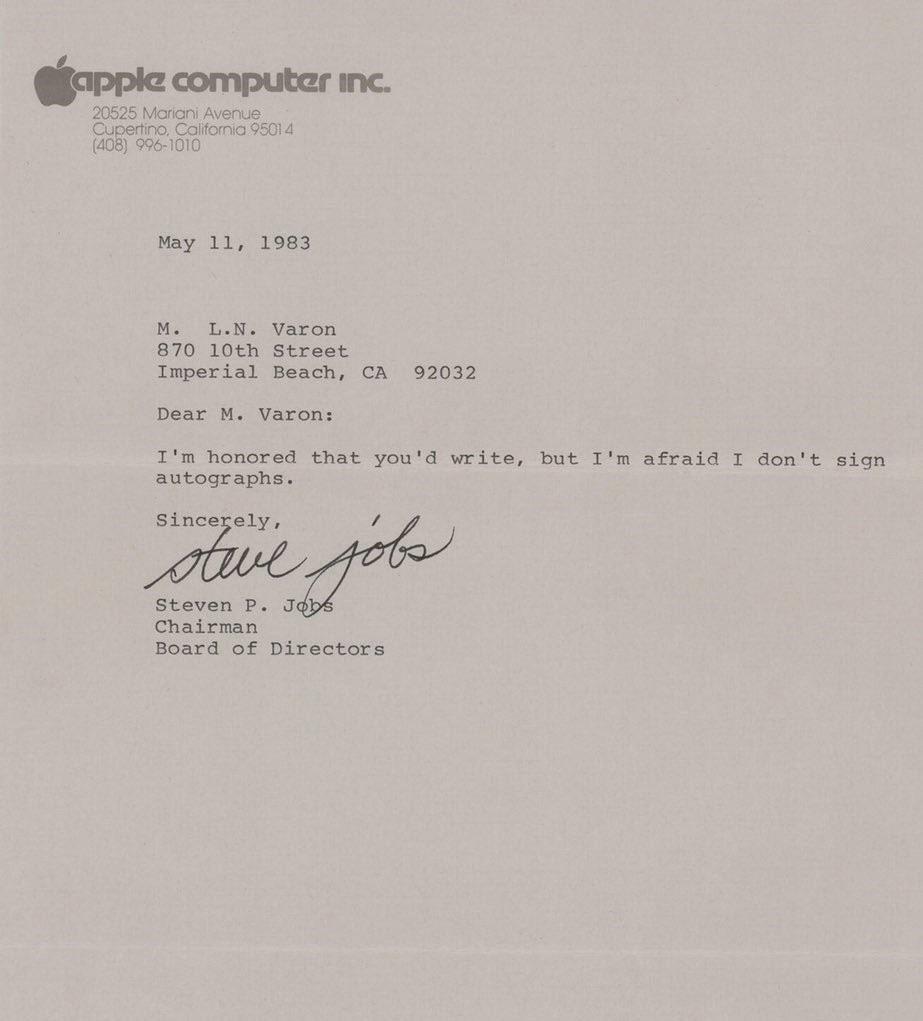 apple computer inc.
20525 Mariani Avenue
Cupertino, California 95014
(408) 996-1010
May 11, 1983
M.  L.N. Varon
870 10th Street
Imperial Beach, CA  92032
Dear M. Varon:
I'm honored that you'd write, but I'm afraid I don't sign
autographs.
Sincerely,
steve jobs
Steven P. Jobs
Chairman
Board of Directors